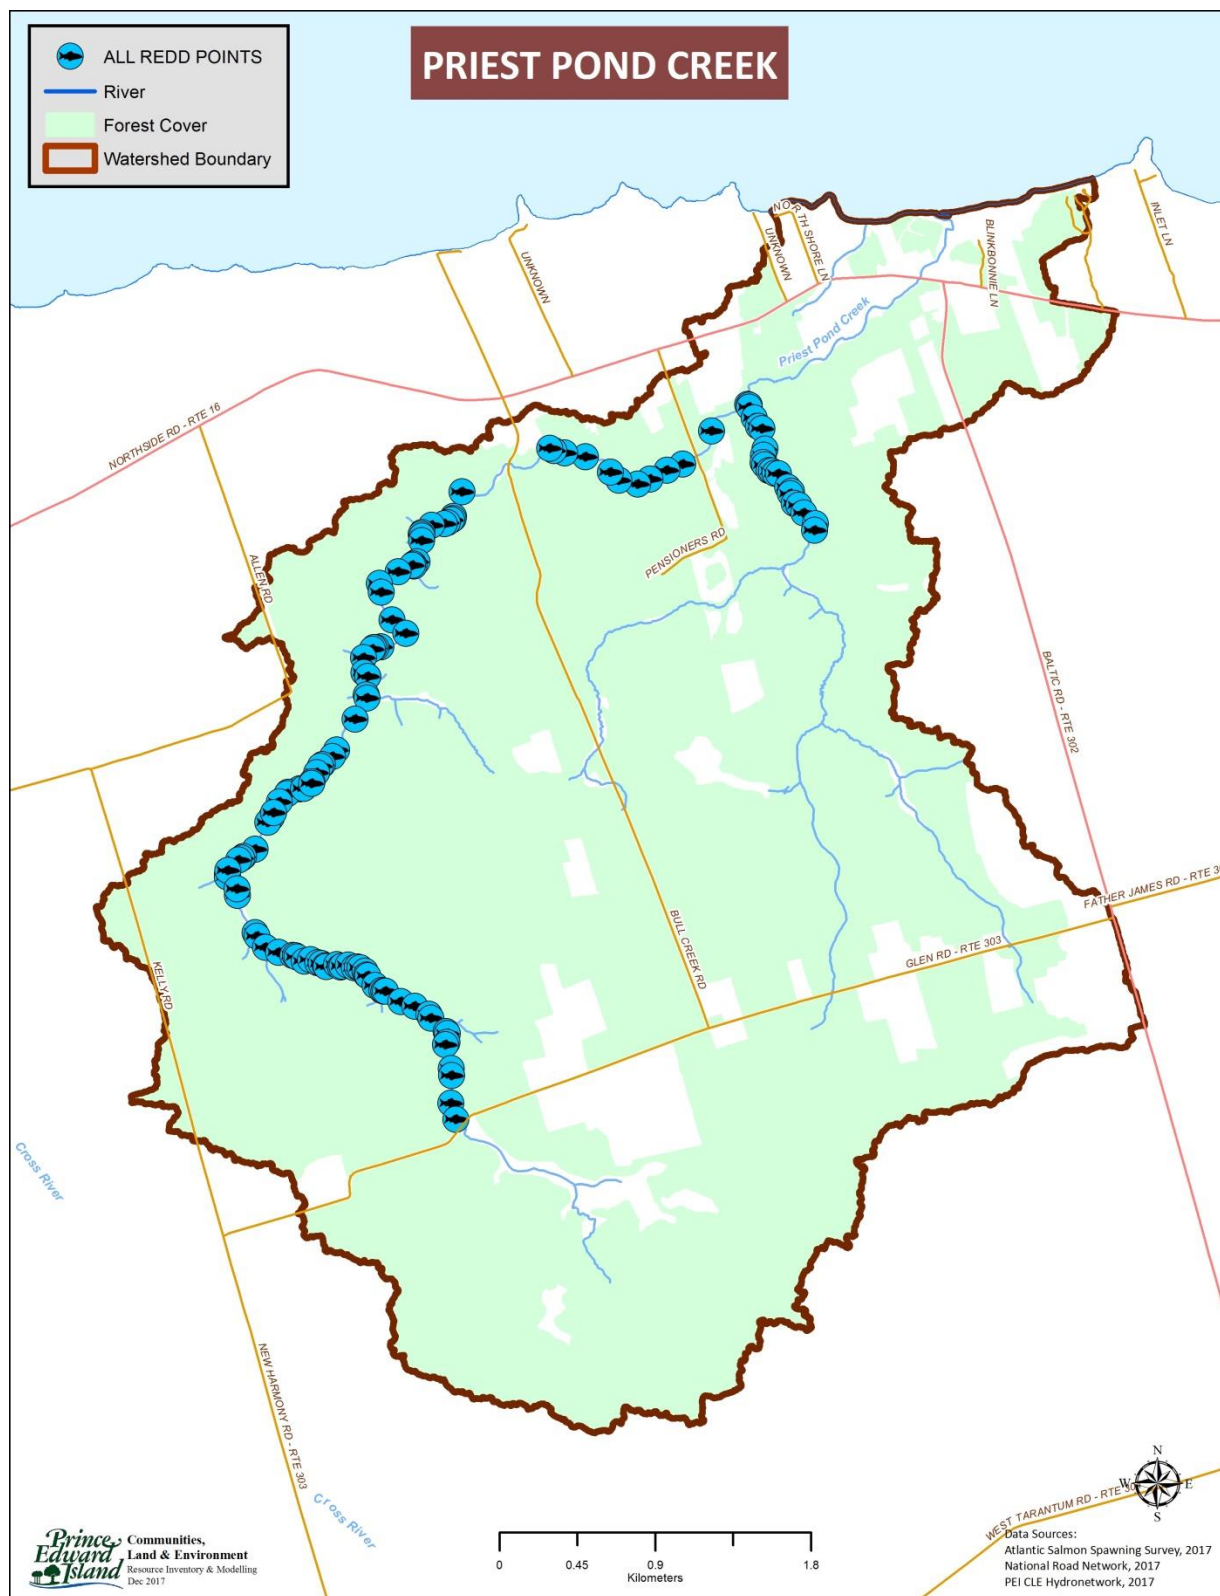 PRIEST POND CREEK
ALL REDD POINTS
River
Forest Cover
Watershed Boundary
NORTH SHORE LN
UNKNOWN
UNKNOWN
BLINKBONNIE LN
INLET LN
Priest Pond Creek
NORTHSIDE RD - RTE 16
ALLEN RD
PENSIONERS RD
BALTIC RD - RTE 302
FATHER JAMES RD - RTE 30
GLEN RD - RTE 303
BULL CREEK RD
KELLY RD
Cross River
NEW HARMONY RD - RTE 303
Cross River
WEST TARANTUM RD - RTE 30
N
W
E
S
Prince
Edward
Island
Communities,
Land & Environment
Resource Inventory & Modelling
Dec 2017
0 0.45 0.9 1.8
Kilometers
Data Sources:
Atlantic Salmon Spawning Survey, 2017
National Road Network, 2017
PEI CLE Hydronetwork, 2017